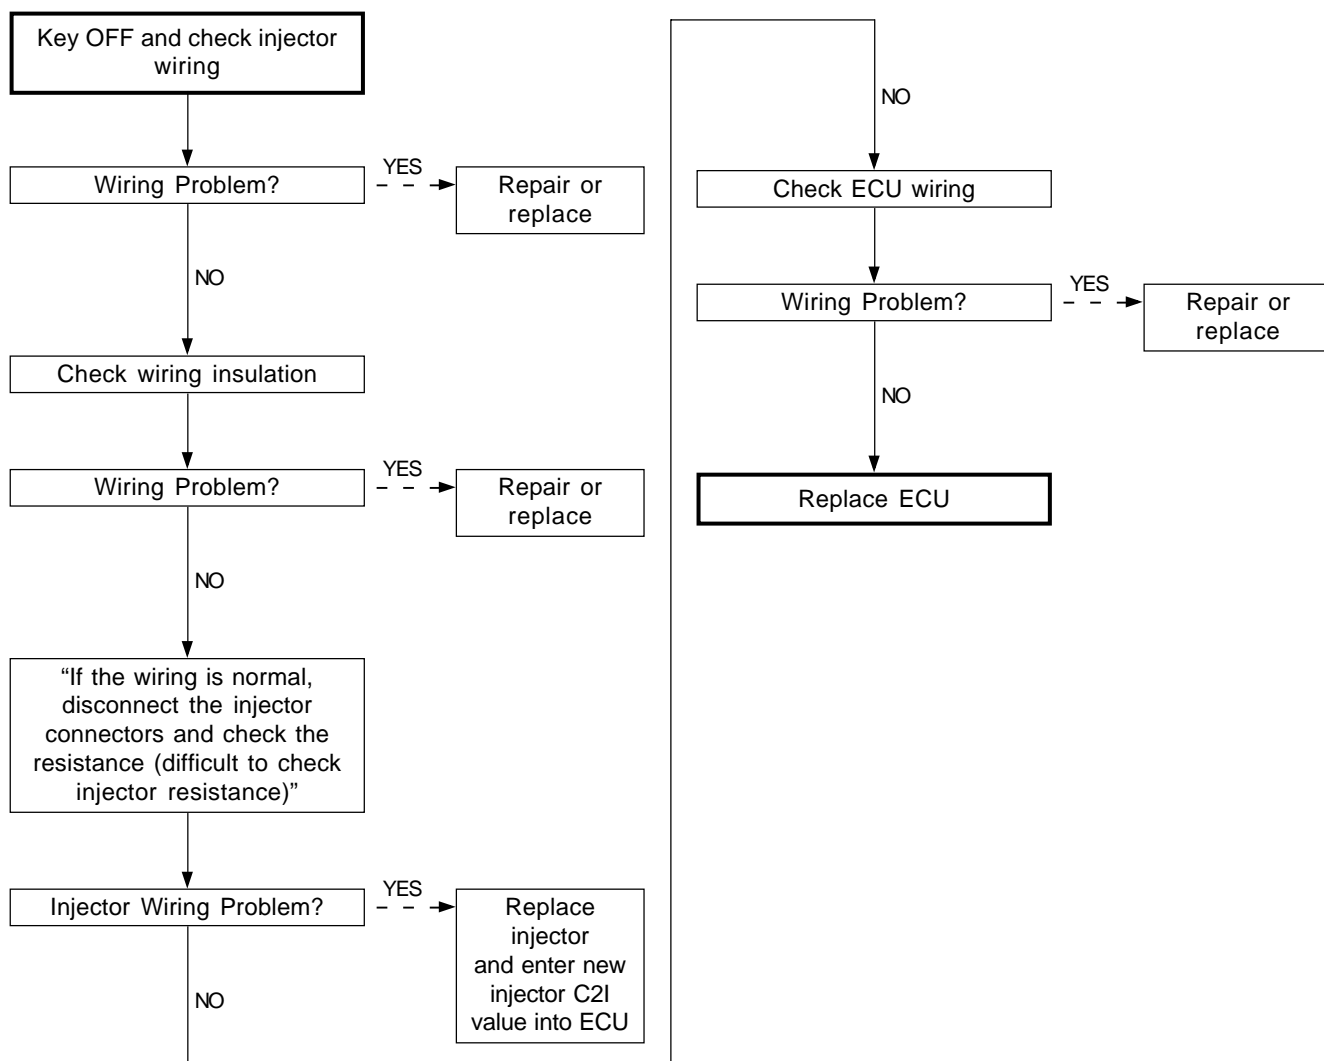 Key OFF and check injector
wiring
Wiring Problem?
YES
Repair or
replace
NO
Check wiring insulation
Wiring Problem?
YES
Repair or
replace
NO
“If the wiring is normal,
disconnect the injector
connectors and check the
resistance (difficult to check
injector resistance)”
Injector Wiring Problem?
YES
Replace
injector
and enter new
injector C2I
value into ECU
NO
NO
Check ECU wiring
Wiring Problem?
YES
Repair or
replace
NO
Replace ECU